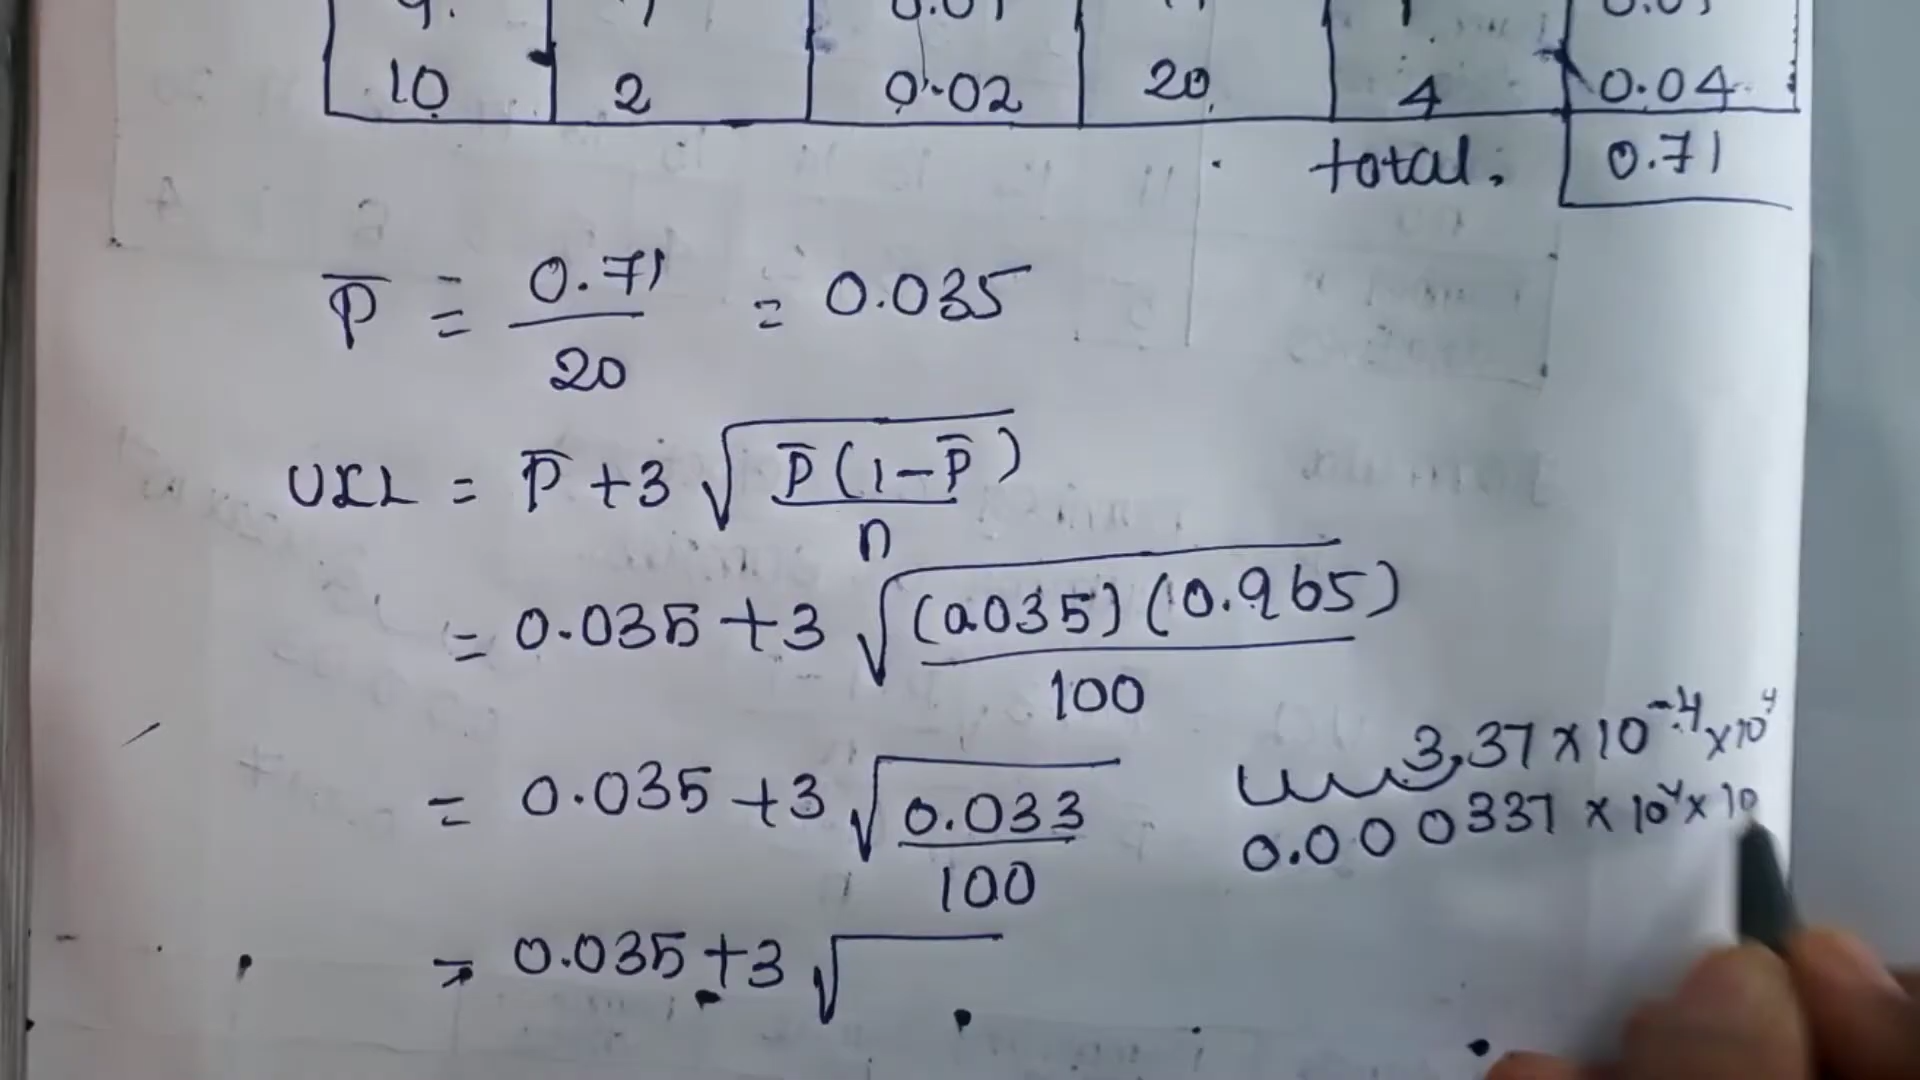 10 2 0.02 20 4 0.04
total. 0.71
P̅ = 0.71/20 = 0.035
UCL = P̅ + 3 √(P̅(1-P̅)/n)
= 0.035 + 3 √((0.035)(0.965)/100)
= 0.035 + 3 √(0.033/100)
3.37 × 10⁻⁴ × 10⁴
0.000337 × 10⁴ × 10
= 0.035 + 3 √